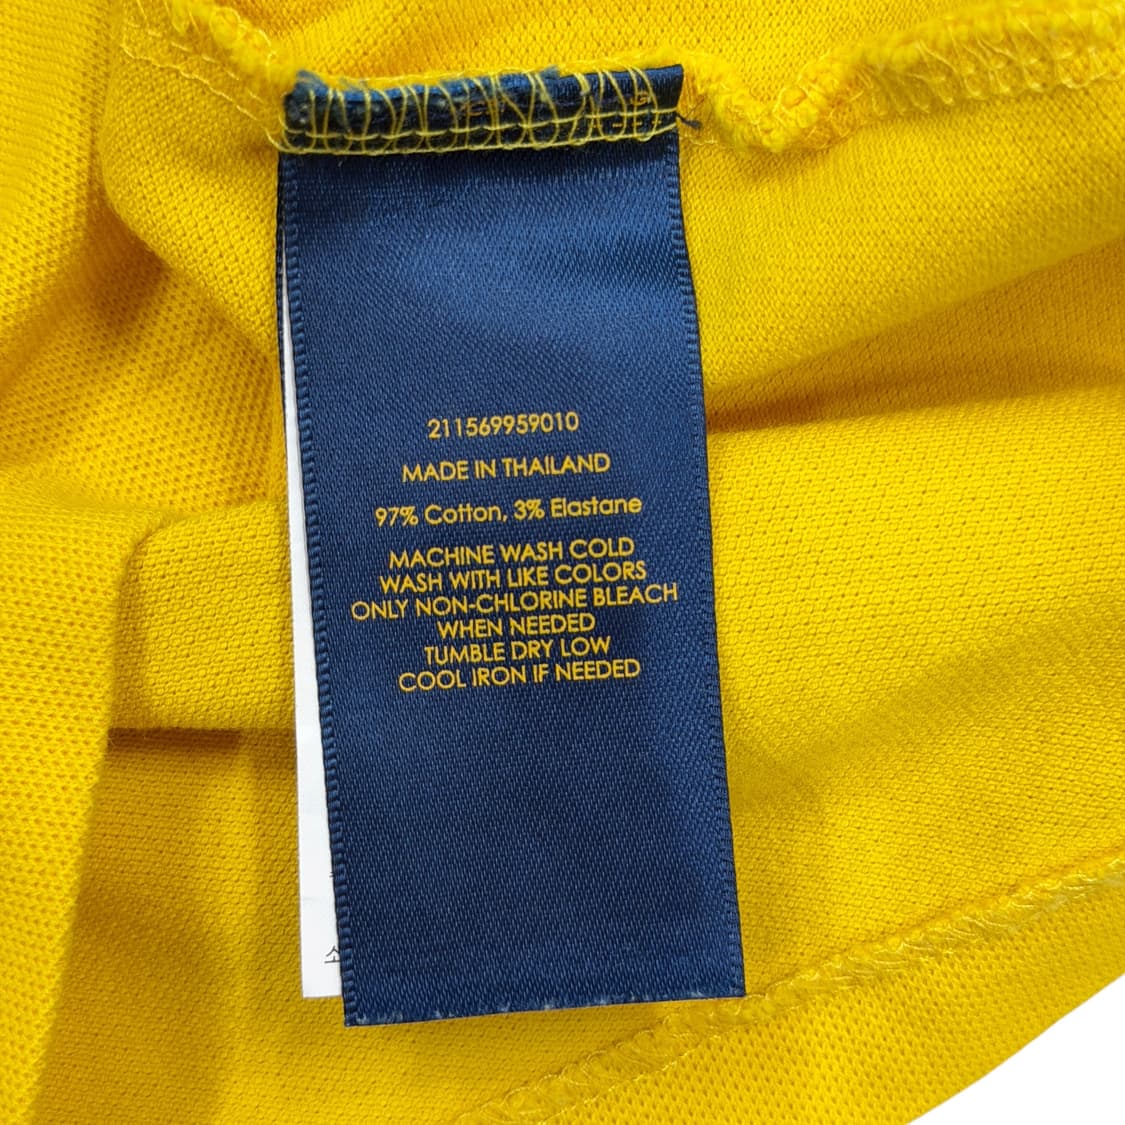 211569959010
MADE IN THAILAND
97% Cotton, 3% Elastane
MACHINE WASH COLD
WASH WITH LIKE COLORS
ONLY NON-CHLORINE BLEACH
WHEN NEEDED
TUMBLE DRY LOW
COOL IRON IF NEEDED